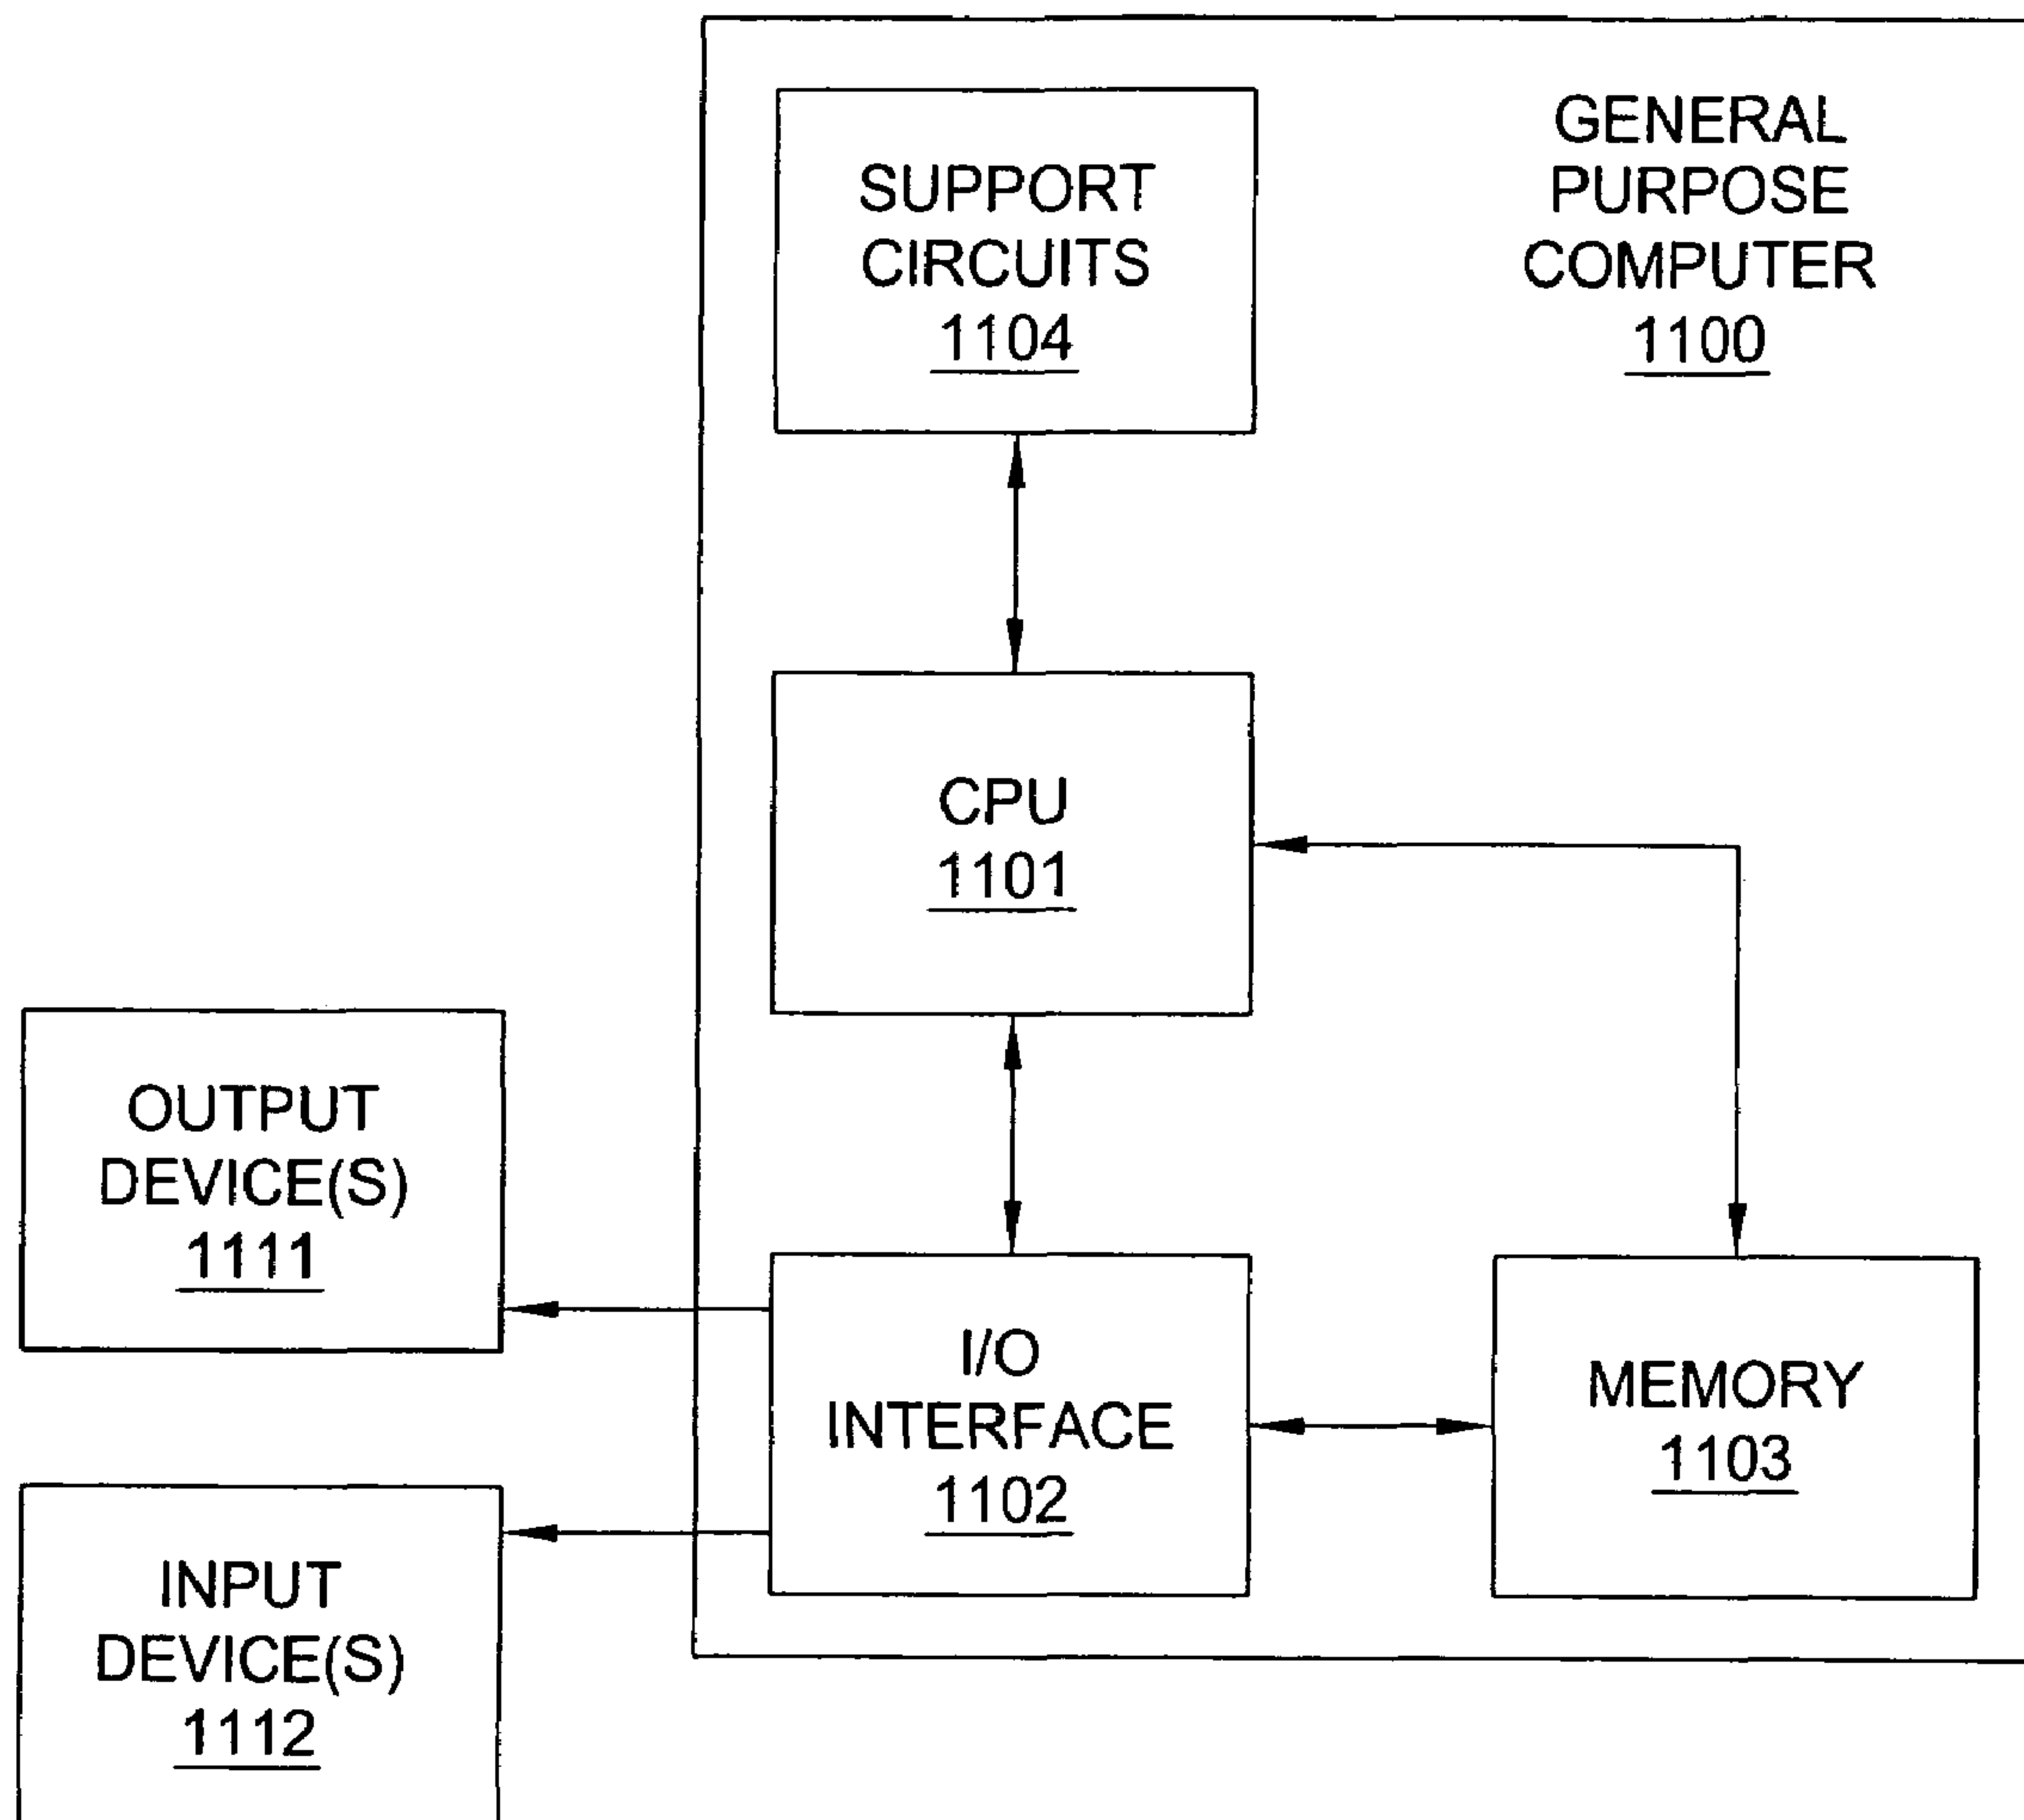 SUPPORT
CIRCUITS
1104
GENERAL
PURPOSE
COMPUTER
1100
CPU
1101
OUTPUT
DEVICE(S)
1111
I/O
INTERFACE
1102
MEMORY
1103
INPUT
DEVICE(S)
1112